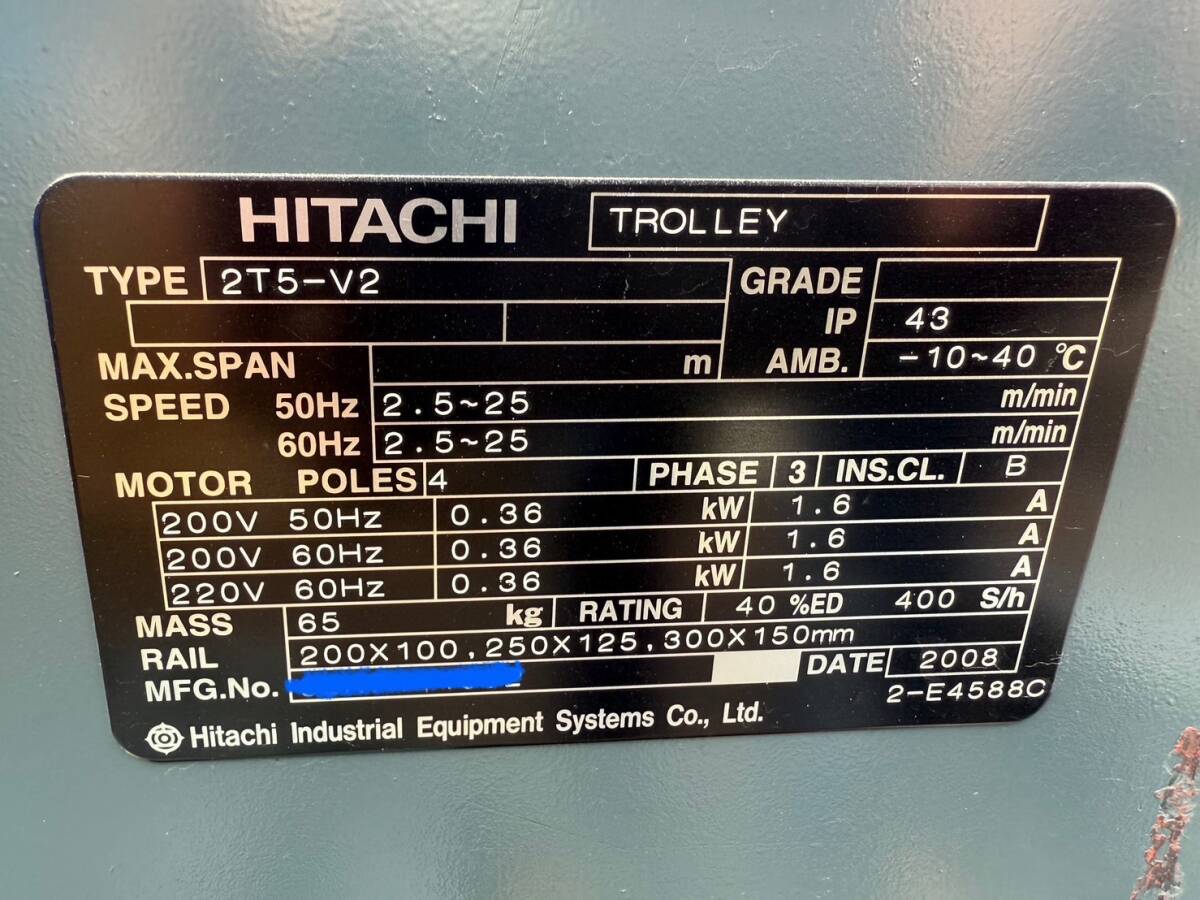 HITACHI TROLLEY
TYPE 2T5-V2 GRADE
IP 43
MAX.SPAN m AMB. -10~40 °C
SPEED 50Hz 2.5~25 m/min
60Hz 2.5~25 m/min
MOTOR POLES 4 PHASE 3 INS.CL. B
200V 50Hz 0.36 kW 1.6 A
200V 60Hz 0.36 kW 1.6 A
220V 60Hz 0.36 kW 1.6 A
MASS 65 kg RATING 40 %ED 400 S/h
RAIL 200X100,250X125,300X150mm
MFG.No. DATE 2008
2-E4588C
Hitachi Industrial Equipment Systems Co., Ltd.